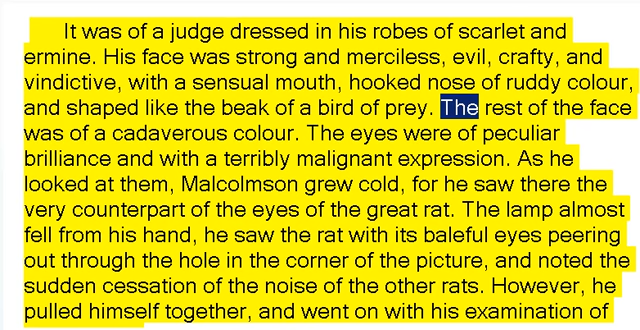 It was of a judge dressed in his robes of scarlet and
ermine. His face was strong and merciless, evil, crafty, and
vindictive, with a sensual mouth, hooked nose of ruddy colour,
and shaped like the beak of a bird of prey. The rest of the face
was of a cadaverous colour. The eyes were of peculiar
brilliance and with a terribly malignant expression. As he
looked at them, Malcolmson grew cold, for he saw there the
very counterpart of the eyes of the great rat. The lamp almost
fell from his hand, he saw the rat with its baleful eyes peering
out through the hole in the corner of the picture, and noted the
sudden cessation of the noise of the other rats. However, he
pulled himself together, and went on with his examination of